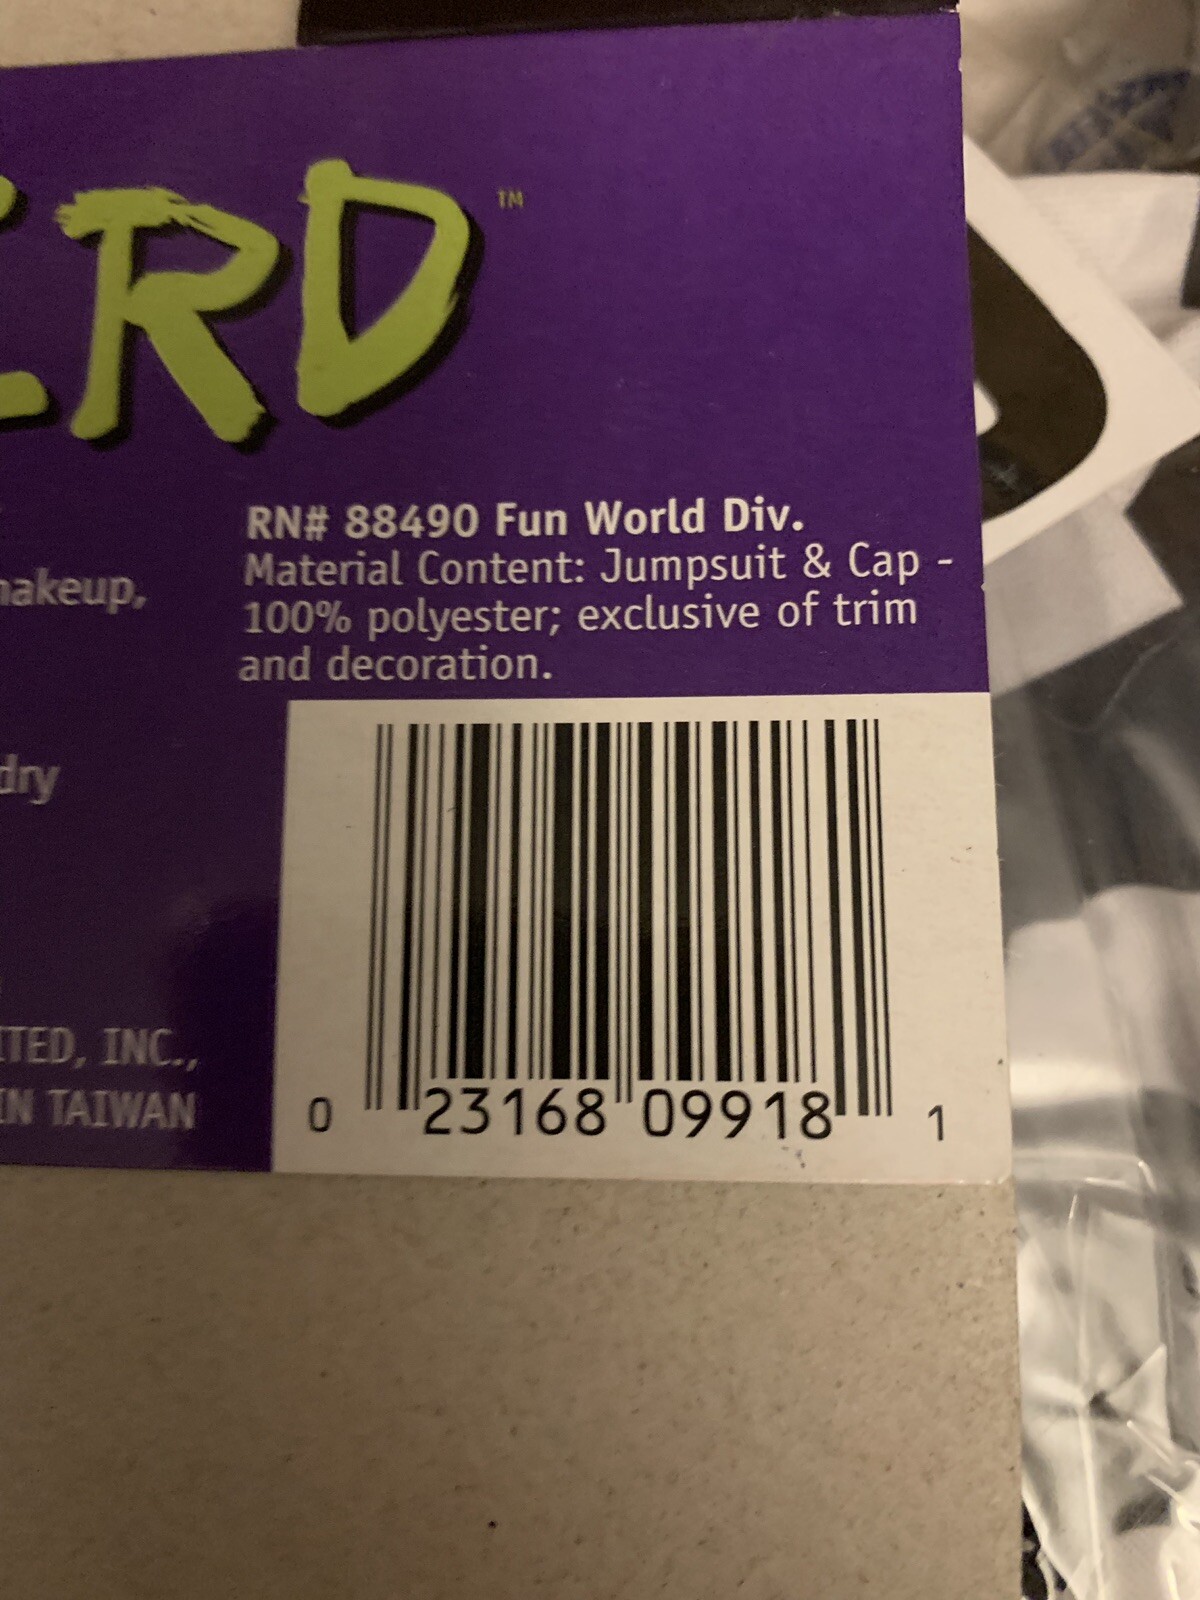 ERD™
RN# 88490 Fun World Div.
Material Content: Jumpsuit & Cap -
100% polyester; exclusive of trim
and decoration.
makeup,
dry
ITED, INC.,
IN TAIWAN
0 23168 09918 1